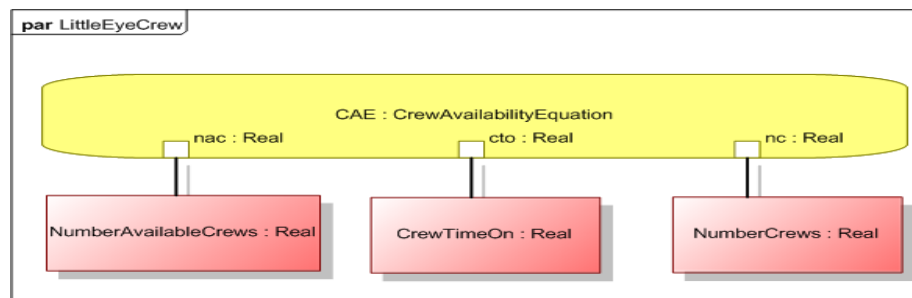 par LittleEyeCrew
CAE : CrewAvailabilityEquation
nac : Real
cto : Real
nc : Real
NumberAvailableCrews : Real
CrewTimeOn : Real
NumberCrews : Real